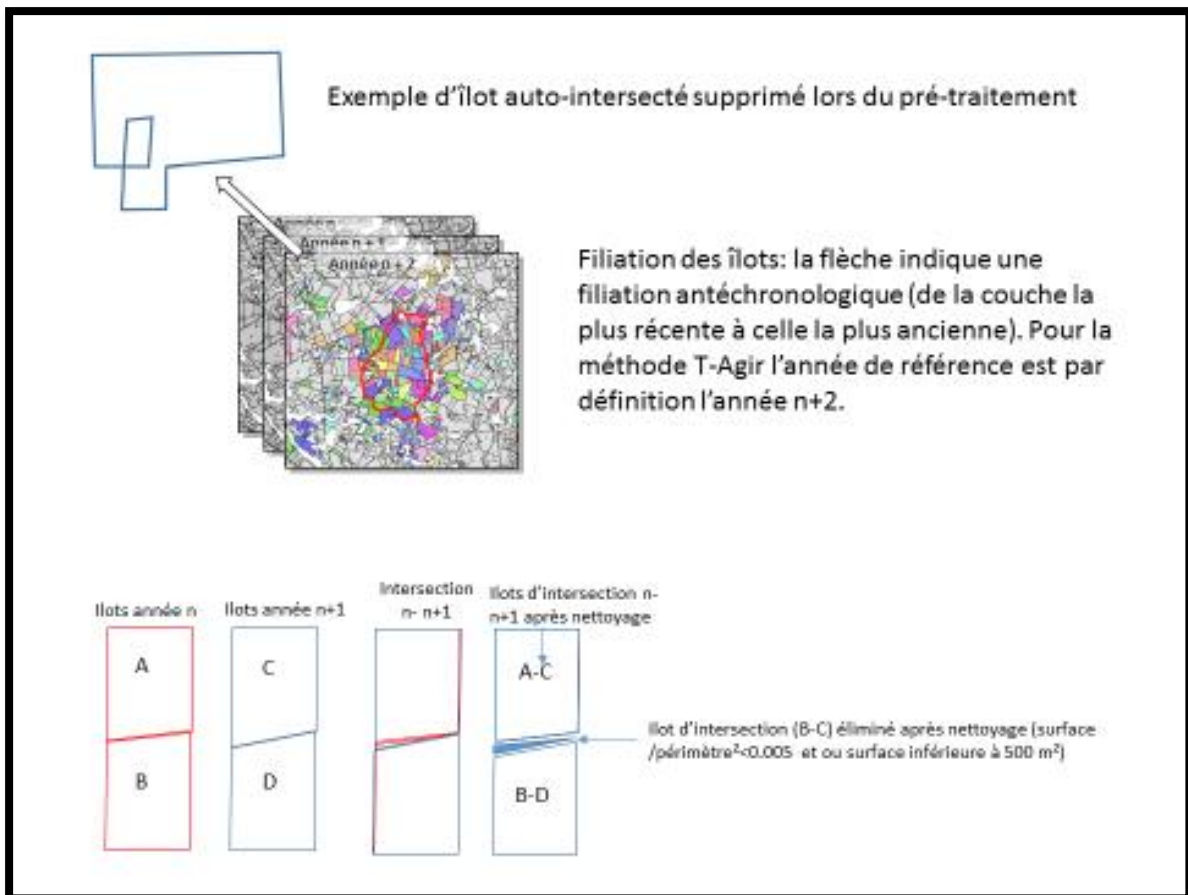 Exemple d'îlot auto-intersecté supprimé lors du pré-traitement
Année n
Année n + 1
Année n + 2
Filiation des îlots: la flèche indique une
filiation antéchronologique (de la couche la
plus récente à celle la plus ancienne). Pour la
méthode T-Agir l'année de référence est par
définition l'année n+2.
Ilots année n
Ilots année n+1
Intersection
n- n+1
Ilots d'intersection n-
n+1 après nettoyage
A
C
A-C
Ilot d'intersection (B-C) éliminé après nettoyage (surface
/périmètre²<0.005 et ou surface inférieure à 500 m²)
B
D
B-D